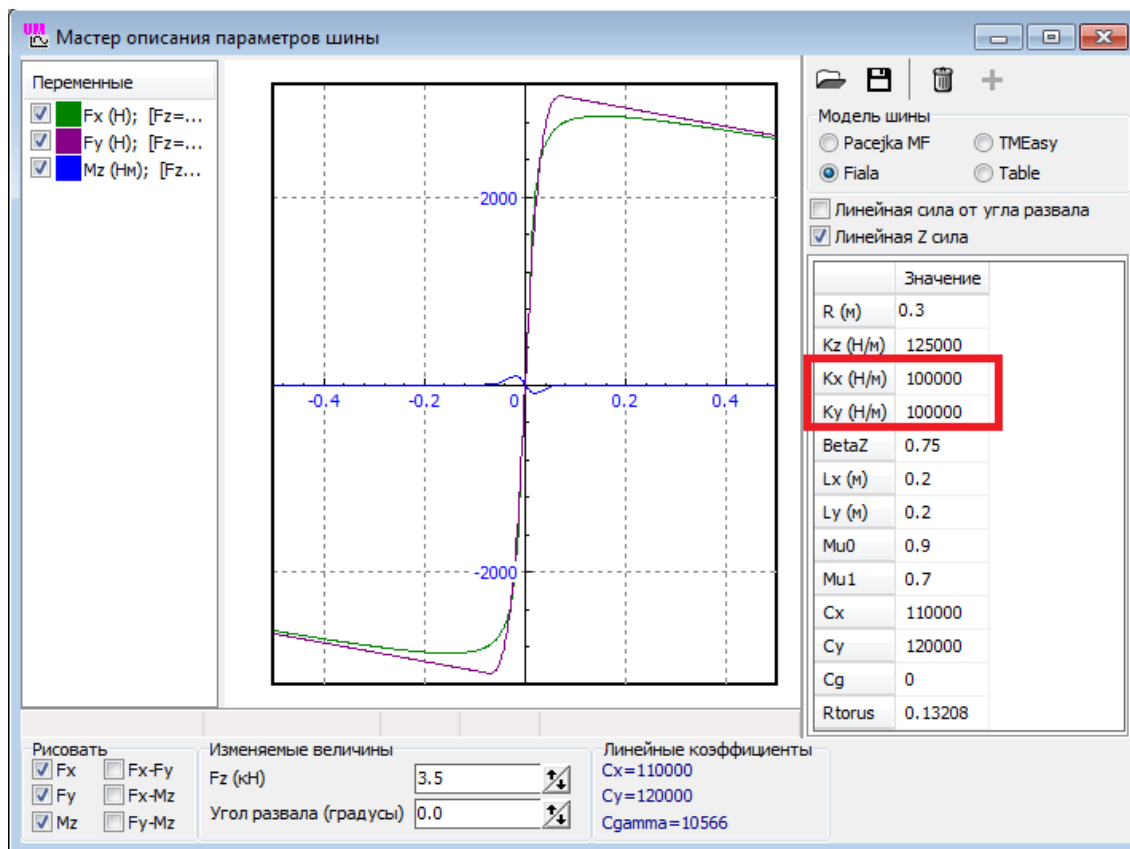 UM Мастер описания параметров шины
Переменные
Fx (Н); [Fz=...
Fy (Н); [Fz=...
Mz (Нм); [Fz...
2000
-0.4 -0.2 0 0.2 0.4
-2000
Модель шины
Pacejka MF TMEasy
Fiala Table
Линейная сила от угла развала
Линейная Z сила
Значение
R (м) 0.3
Kz (Н/м) 125000
Kx (Н/м) 100000
Ky (Н/м) 100000
BetaZ 0.75
Lx (м) 0.2
Ly (м) 0.2
Mu0 0.9
Mu1 0.7
Cx 110000
Cy 120000
Cg 0
Rtorus 0.13208
Рисовать
Fx Fx-Fy
Fy Fx-Mz
Mz Fy-Mz
Изменяемые величины
Fz (кН) 3.5
Угол развала (градусы) 0.0
Линейные коэффициенты
Cx=110000
Cy=120000
Cgamma=10566